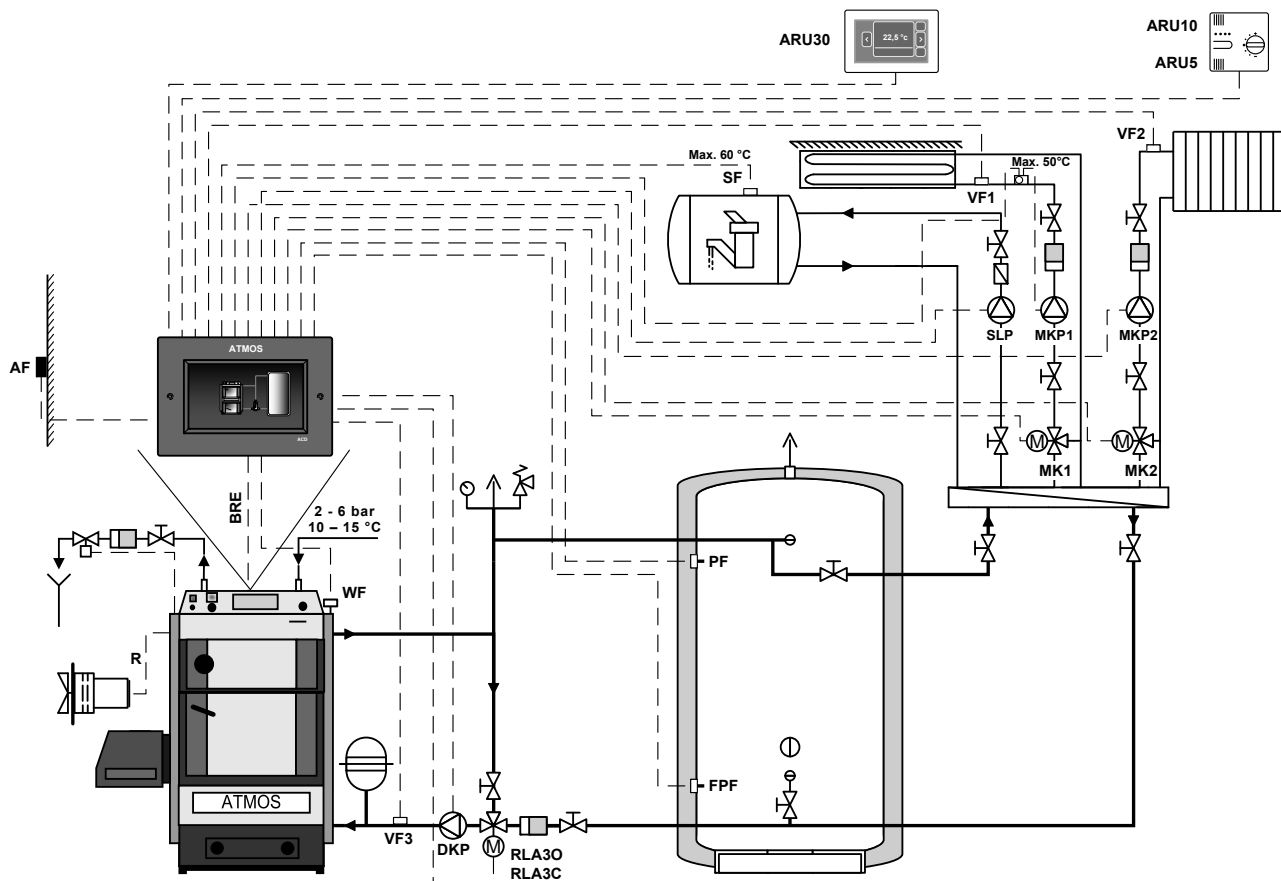 ARU30
22,5 °c
ARU10
ARU5
VF2
Max. 60 °C
SF
Max. 50°C
VF1
SLP
MKP1
MKP2
ATMOS
ACD
AF
M
M
MK1
MK2
BRE
2 - 6 bar
10 – 15 °C
WF
PF
R
ATMOS
FPF
VF3
DKP
M
RLA3O
RLA3C